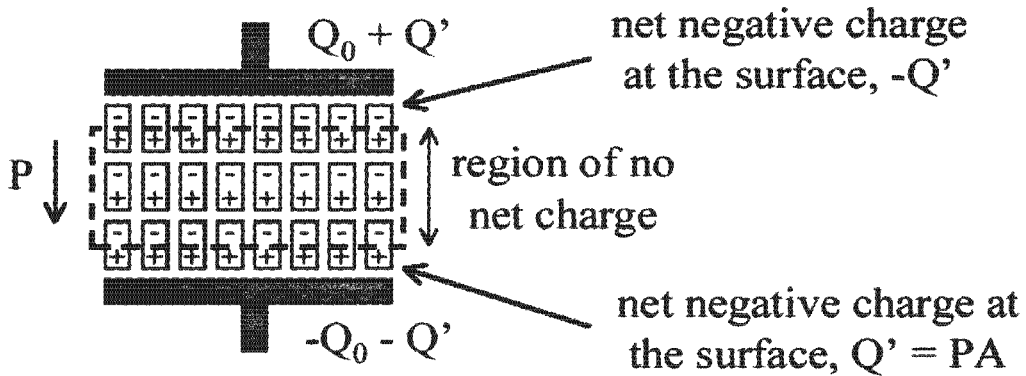 Q₀ + Q'
net negative charge
at the surface, -Q'
- - - - - - - -
+ + + + + + + +
P
- - - - - - - -
+ + + + + + + +
region of no
net charge
- - - - - - - -
+ + + + + + + +
-Q₀ - Q'
net negative charge at
the surface, Q' = PA